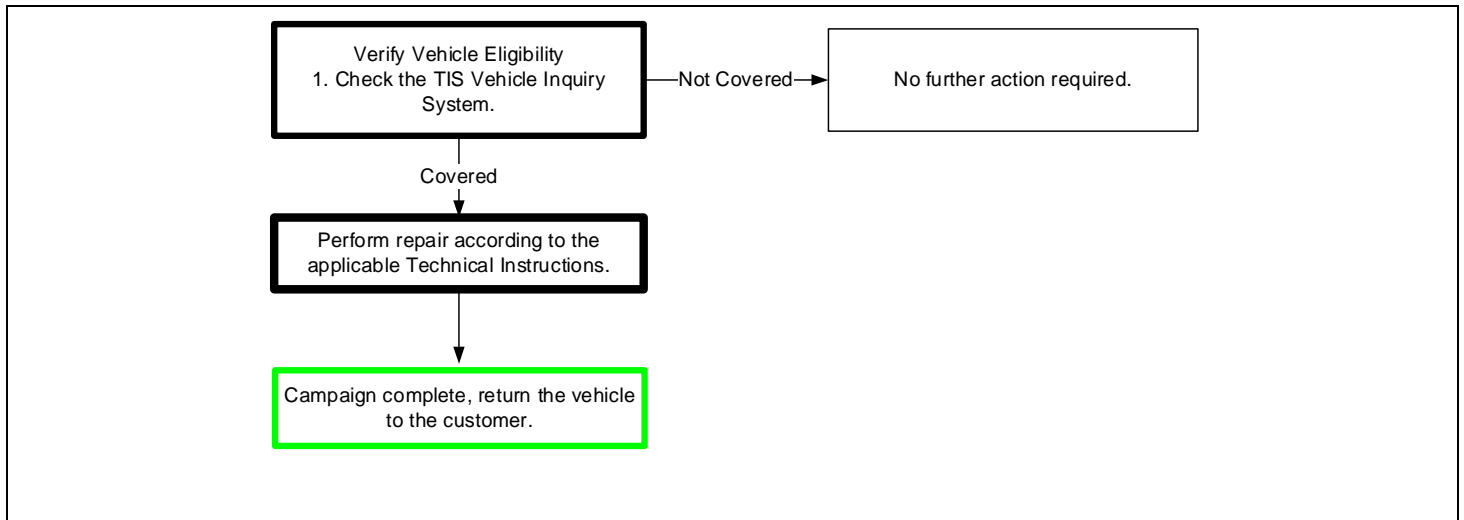 Verify Vehicle Eligibility
1. Check the TIS Vehicle Inquiry
System.
Not Covered
No further action required.
Covered
Perform repair according to the
applicable Technical Instructions.
Campaign complete, return the vehicle
to the customer.